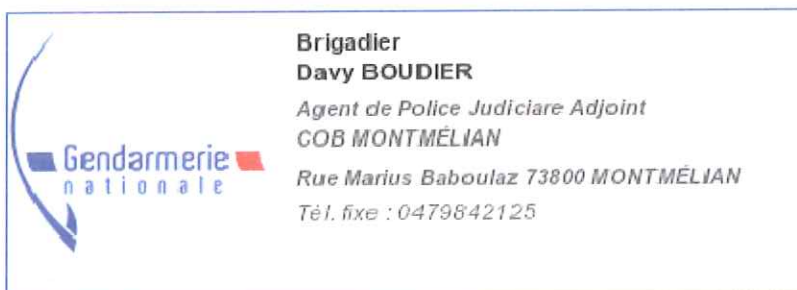 Brigadier
Davy BOUDIER
Agent de Police Judiciare Adjoint
COB MONTMÉLIAN
Gendarmerie
nationale
Rue Marius Baboulaz 73800 MONTMÉLIAN
Tél. fixe : 0479842125